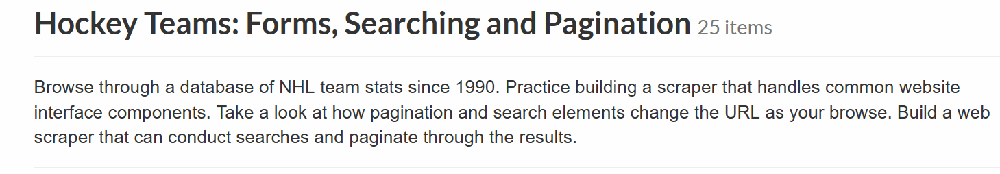 Hockey Teams: Forms, Searching and Pagination 25 items
Browse through a database of NHL team stats since 1990. Practice building a scraper that handles common website
interface components. Take a look at how pagination and search elements change the URL as your browse. Build a web
scraper that can conduct searches and paginate through the results.